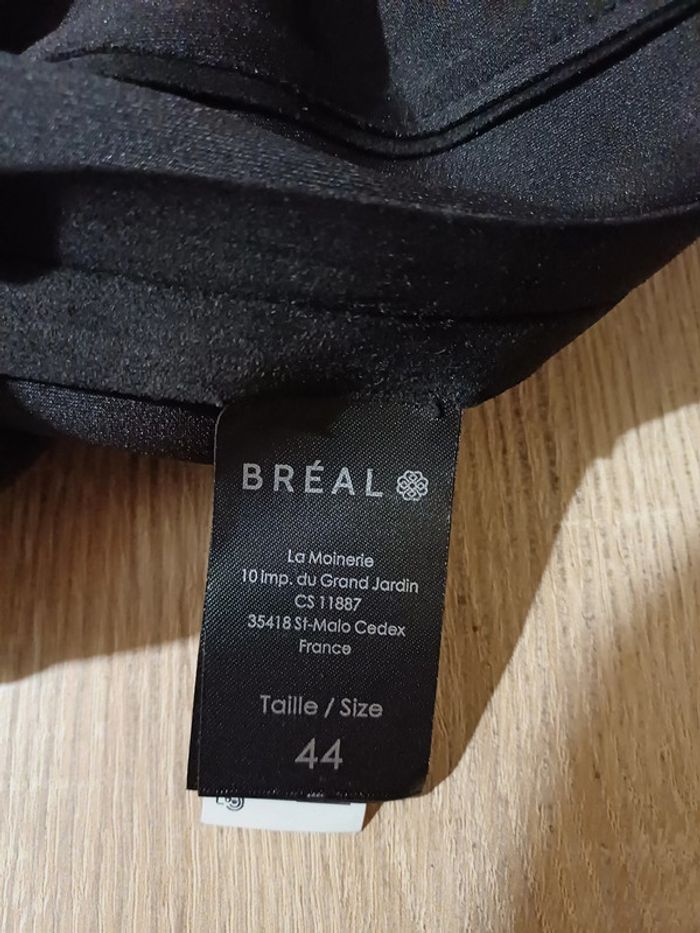 BRÉAL
La Moinerie
10 Imp. du Grand Jardin
CS 11887
35418 St-Malo Cedex
France
Taille / Size
44